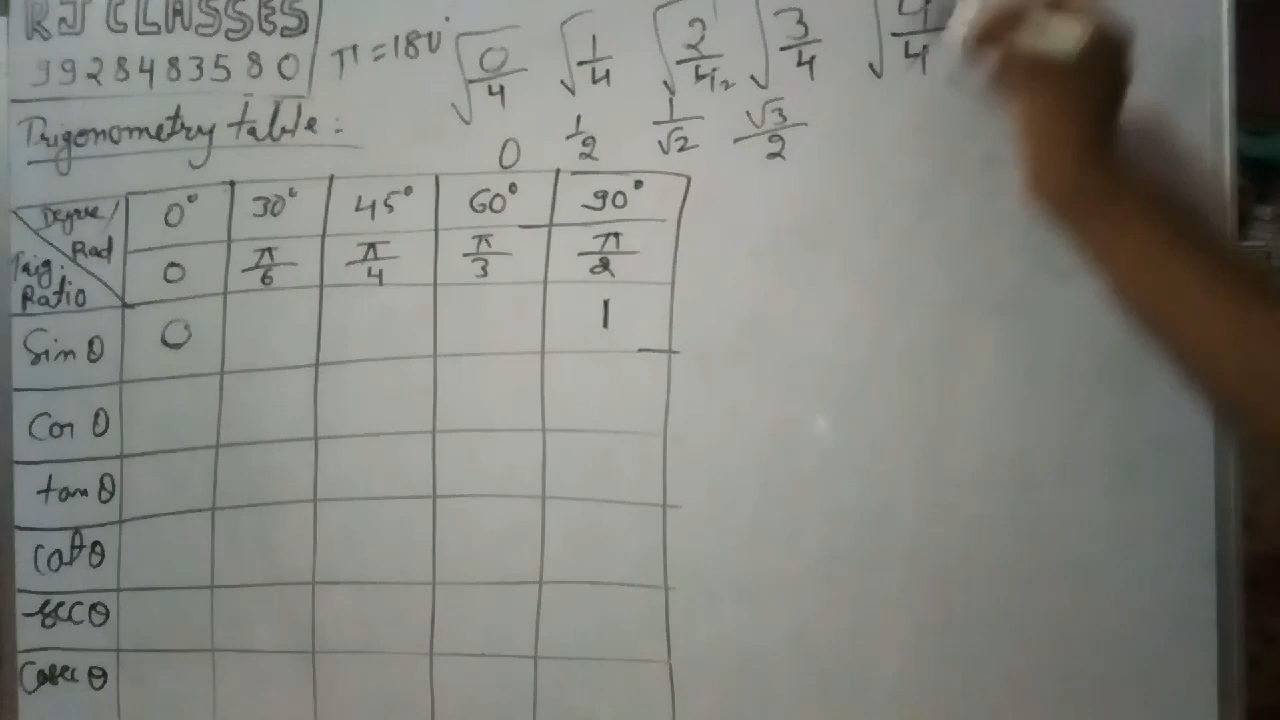 RJ CLASSES
9928483580
π = 180°
√0/4 √1/4 √2/4₂ √3/4 √4/4
0 1/2 1/√2 √3/2
Trigonometry table:
Degree/Rad
Trig. Ratio
0° 30° 45° 60° 90°
0 π/6 π/4 π/3 π/2
Sin θ 0 1
Cos θ
tan θ
Cot θ
sec θ
Cosec θ